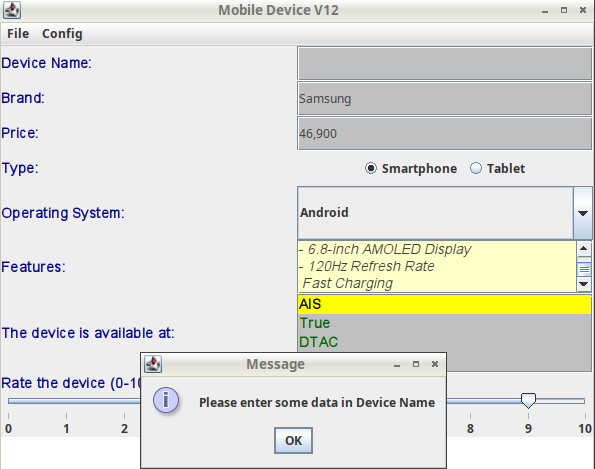 Mobile Device V12
File Config
Device Name:
Brand: Samsung
Price: 46,900
Type: Smartphone Tablet
Operating System: Android
- 6.8-inch AMOLED Display
Features: - 120Hz Refresh Rate
Fast Charging
AIS
True
The device is available at: DTAC
Message
Rate the device (0-10
Please enter some data in Device Name
OK
0 1 2 9 10